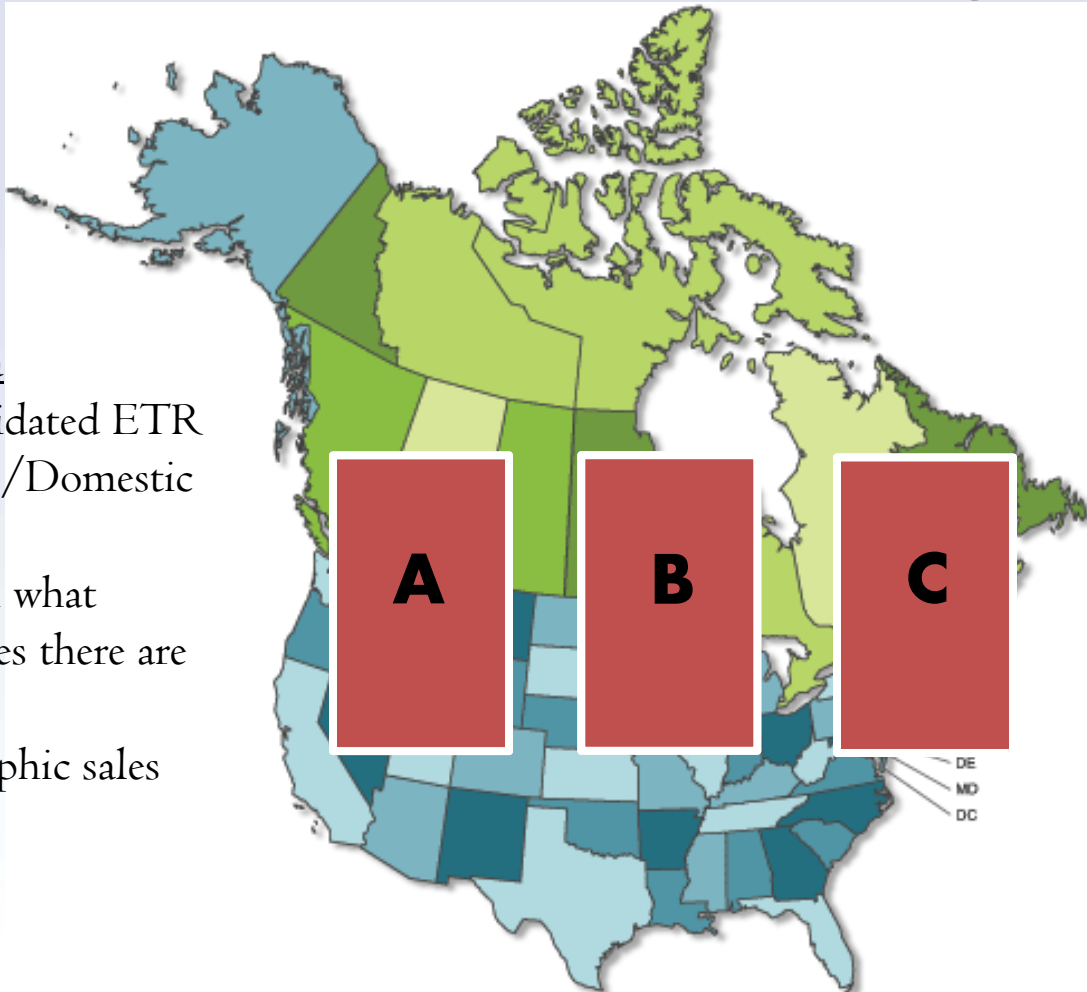 idated ETR
/Domestic
what
es there are
phic sales
A
B
C
DE
MD
DC